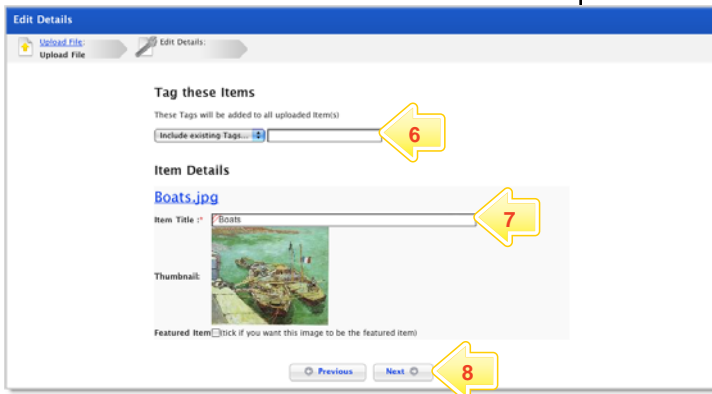 Edit Details
Upload File:
Upload File
Edit Details:
Tag these Items
These Tags will be added to all uploaded Item(s)
Include existing Tags...
6
Item Details
Boats.jpg
Item Title :*
Boats
7
Thumbnail:
Featured Item (tick if you want this image to be the featured item)
Previous
Next
8